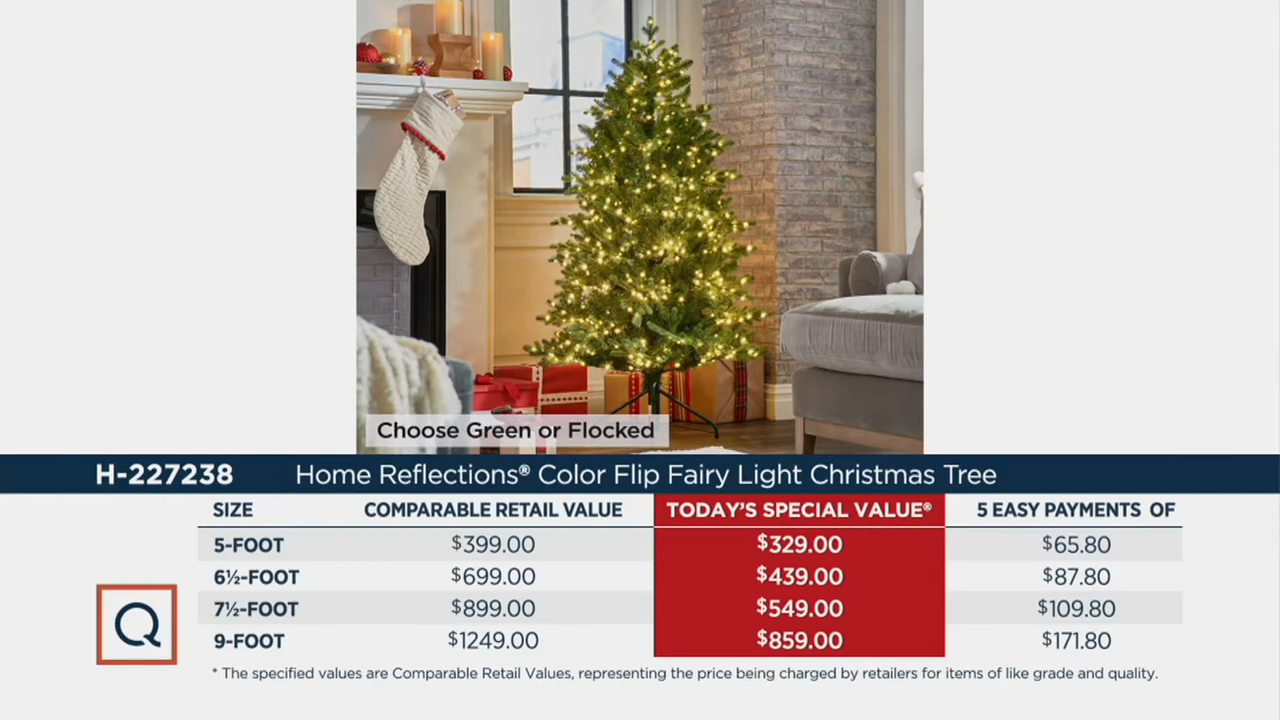 Choose Green or Flocked
H-227238 Home Reflections® Color Flip Fairy Light Christmas Tree
SIZE COMPARABLE RETAIL VALUE TODAY'S SPECIAL VALUE® 5 EASY PAYMENTS OF
5-FOOT $399.00 $329.00 $65.80
6½-FOOT $699.00 $439.00 $87.80
7½-FOOT $899.00 $549.00 $109.80
9-FOOT $1249.00 $859.00 $171.80
Q
* The specified values are Comparable Retail Values, representing the price being charged by retailers for items of like grade and quality.